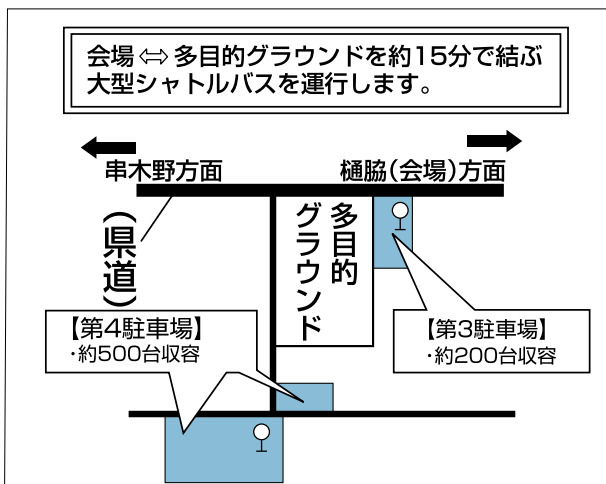 会場⇔多目的グラウンドを約15分で結ぶ
大型シャトルバスを運行します。
串木野方面
樋脇(会場)方面
(県道)
多目的
グラウンド
【第4駐車場】
・約500台収容
【第3駐車場】
・約200台収容